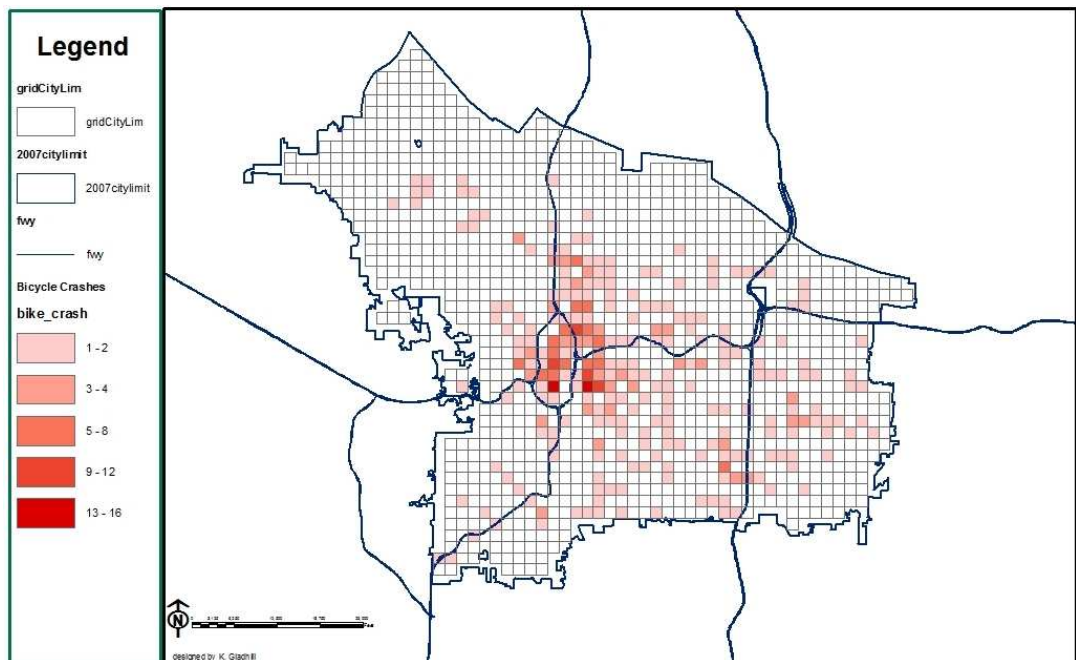 Legend
gridCityLim
gridCityLim
2007citylimit
2007citylimit
fwy
fwy
Bicycle Crashes
bike_crash
1 - 2
3 - 4
5 - 8
9 - 12
13 - 16
N
designed by K. Gladhill